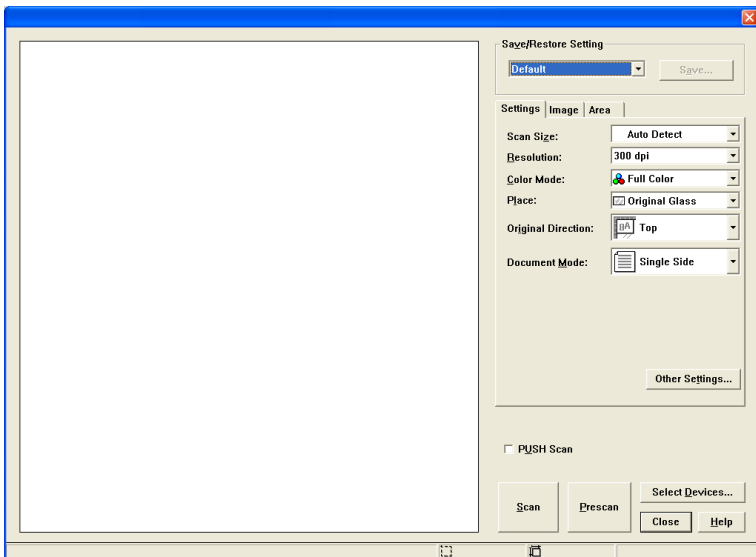 Save/Restore Setting
Default
Save...
Settings Image Area
Scan Size: Auto Detect
Resolution: 300 dpi
Color Mode: Full Color
Place: Original Glass
Original Direction: Top
Document Mode: Single Side
Other Settings...
PUSH Scan
Scan
Prescan
Select Devices...
Close
Help